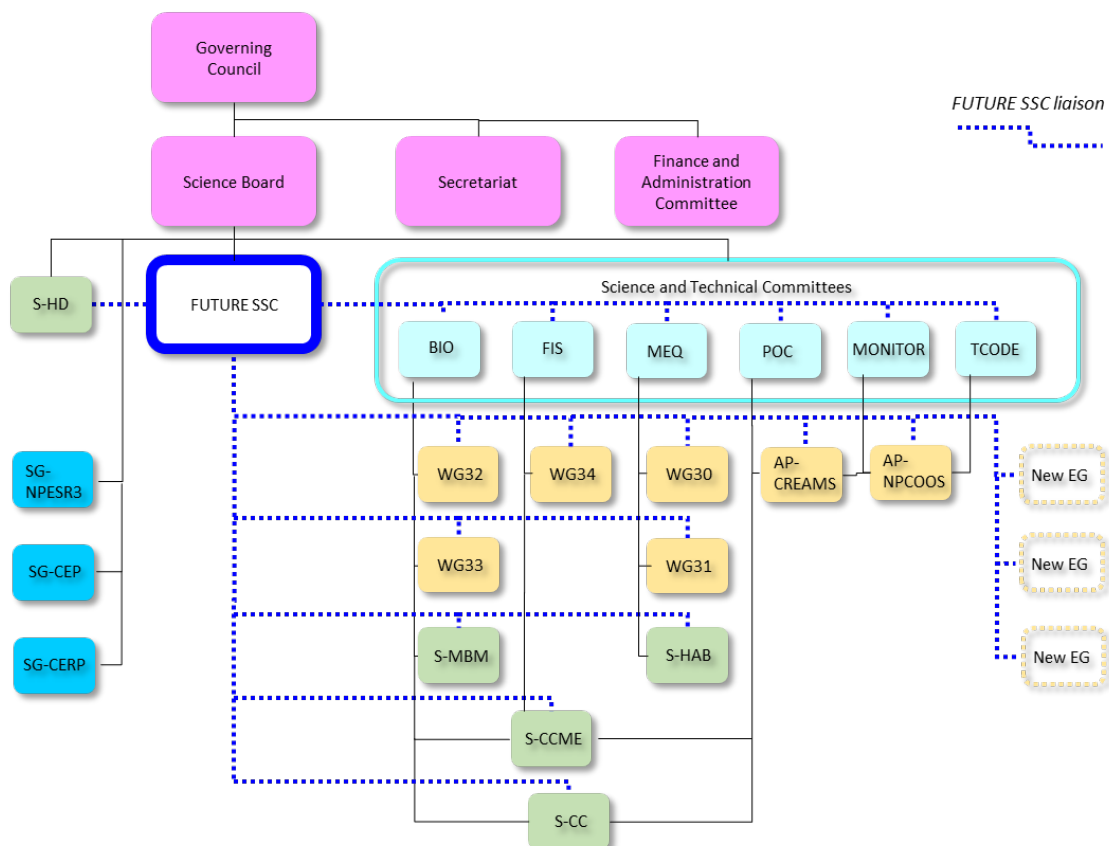 Governing
Council
FUTURE SSC liaison
Science Board
Secretariat
Finance and
Administration
Committee
S-HD
FUTURE SSC
Science and Technical Committees
BIO
FIS
MEQ
POC
MONITOR
TCODE
SG-
NPESR3
WG32
WG34
WG30
AP-
CREAMS
AP-
NPCOOS
New EG
SG-CEP
WG33
WG31
New EG
SG-CERP
S-MBM
S-HAB
New EG
S-CCME
S-CC